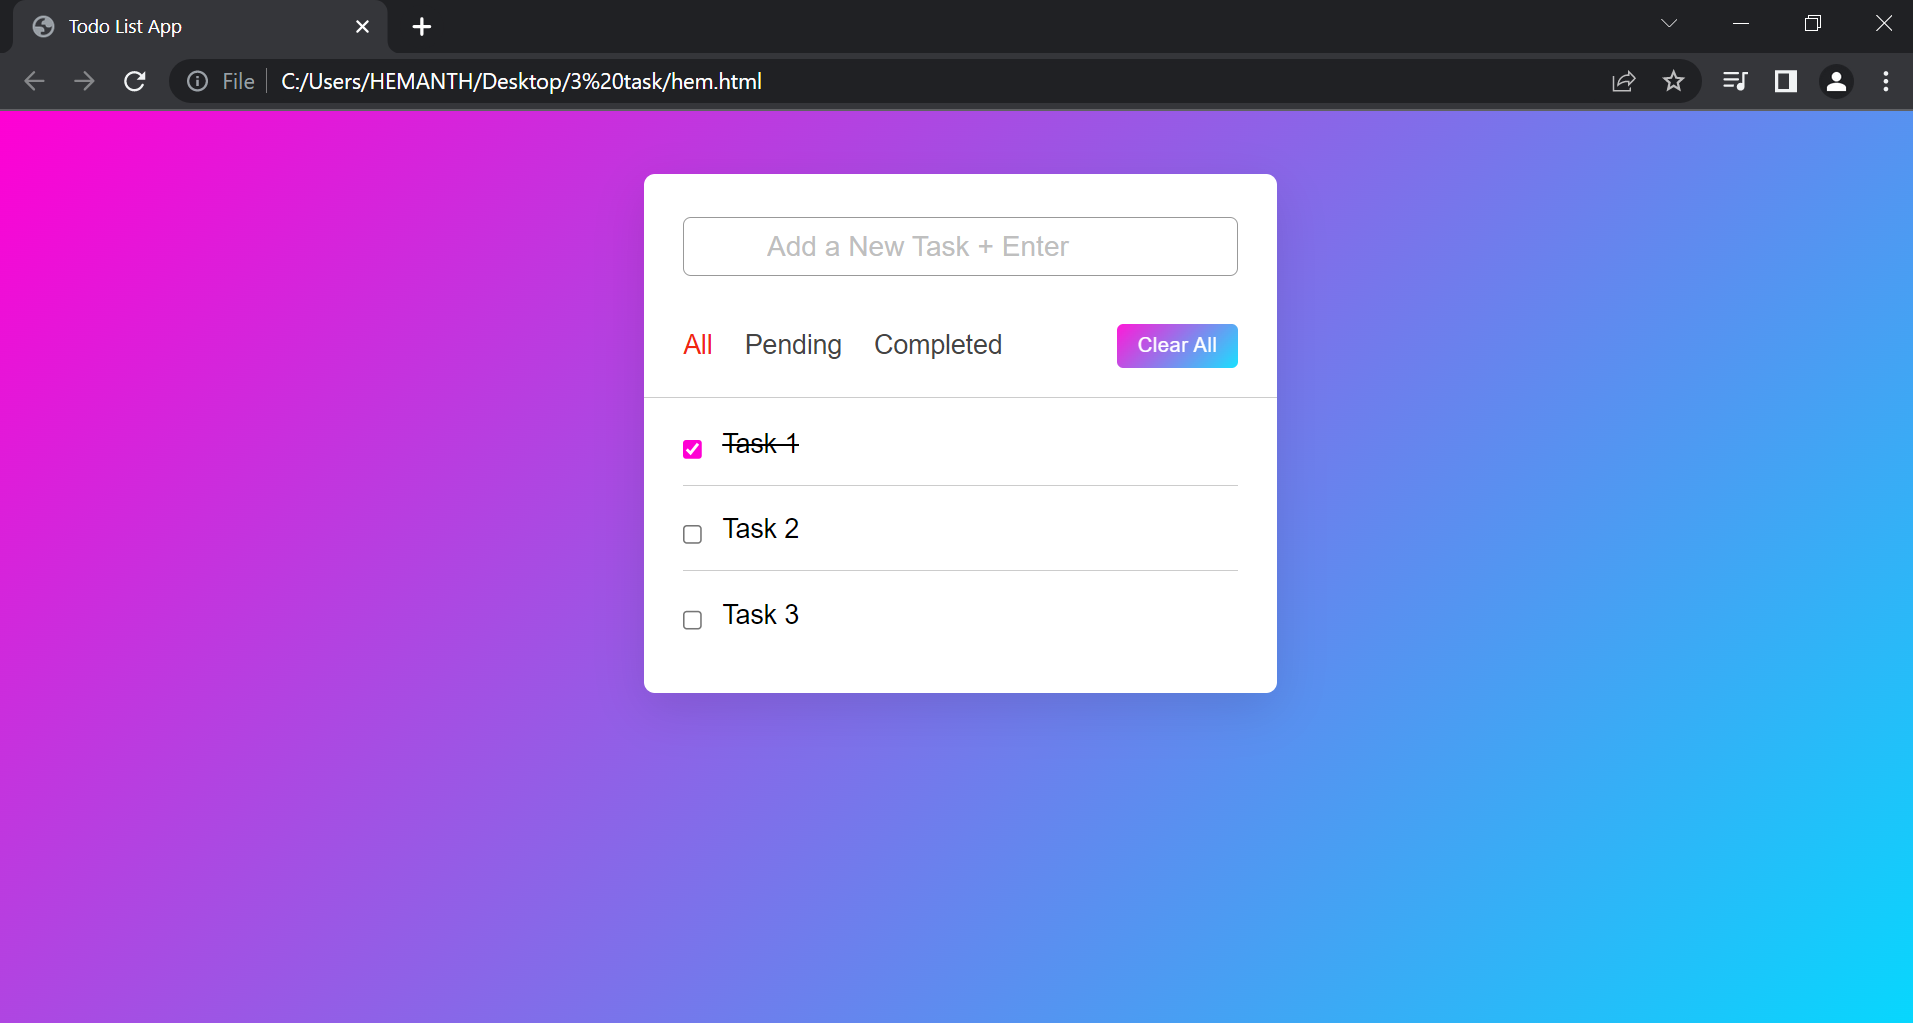 Todo List App
File C:/Users/HEMANTH/Desktop/3%20task/hem.html
Add a New Task + Enter
All Pending Completed Clear All
Task 1
Task 2
Task 3